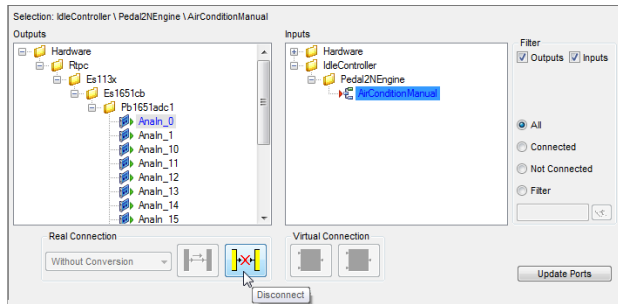 Selection: IdleController \ Pedal2NEngine \ AirConditionManual
Outputs
Hardware
Rtpc
Es113x
Es1651cb
Pb1651adc1
AnaIn_0
AnaIn_1
AnaIn_10
AnaIn_11
AnaIn_12
AnaIn_13
AnaIn_14
AnaIn_15
Inputs
Hardware
IdleController
Pedal2NEngine
AirConditionManual
Filter
Outputs Inputs
All
Connected
Not Connected
Filter
Real Connection
Without Conversion
Virtual Connection
Disconnect
Update Ports